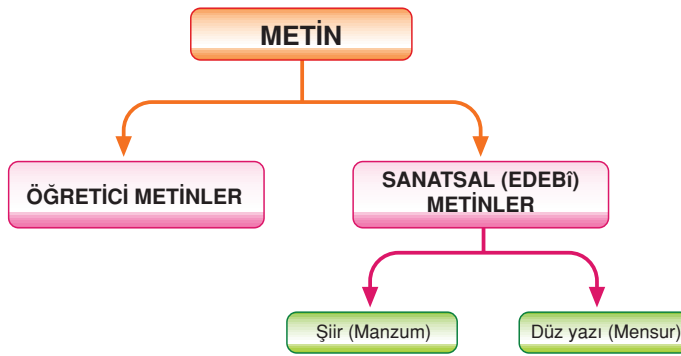 METİN
ÖĞRETİCİ METİNLER
SANATSAL (EDEBî)
METİNLER
Şiir (Manzum)
Düz yazı (Mensur)